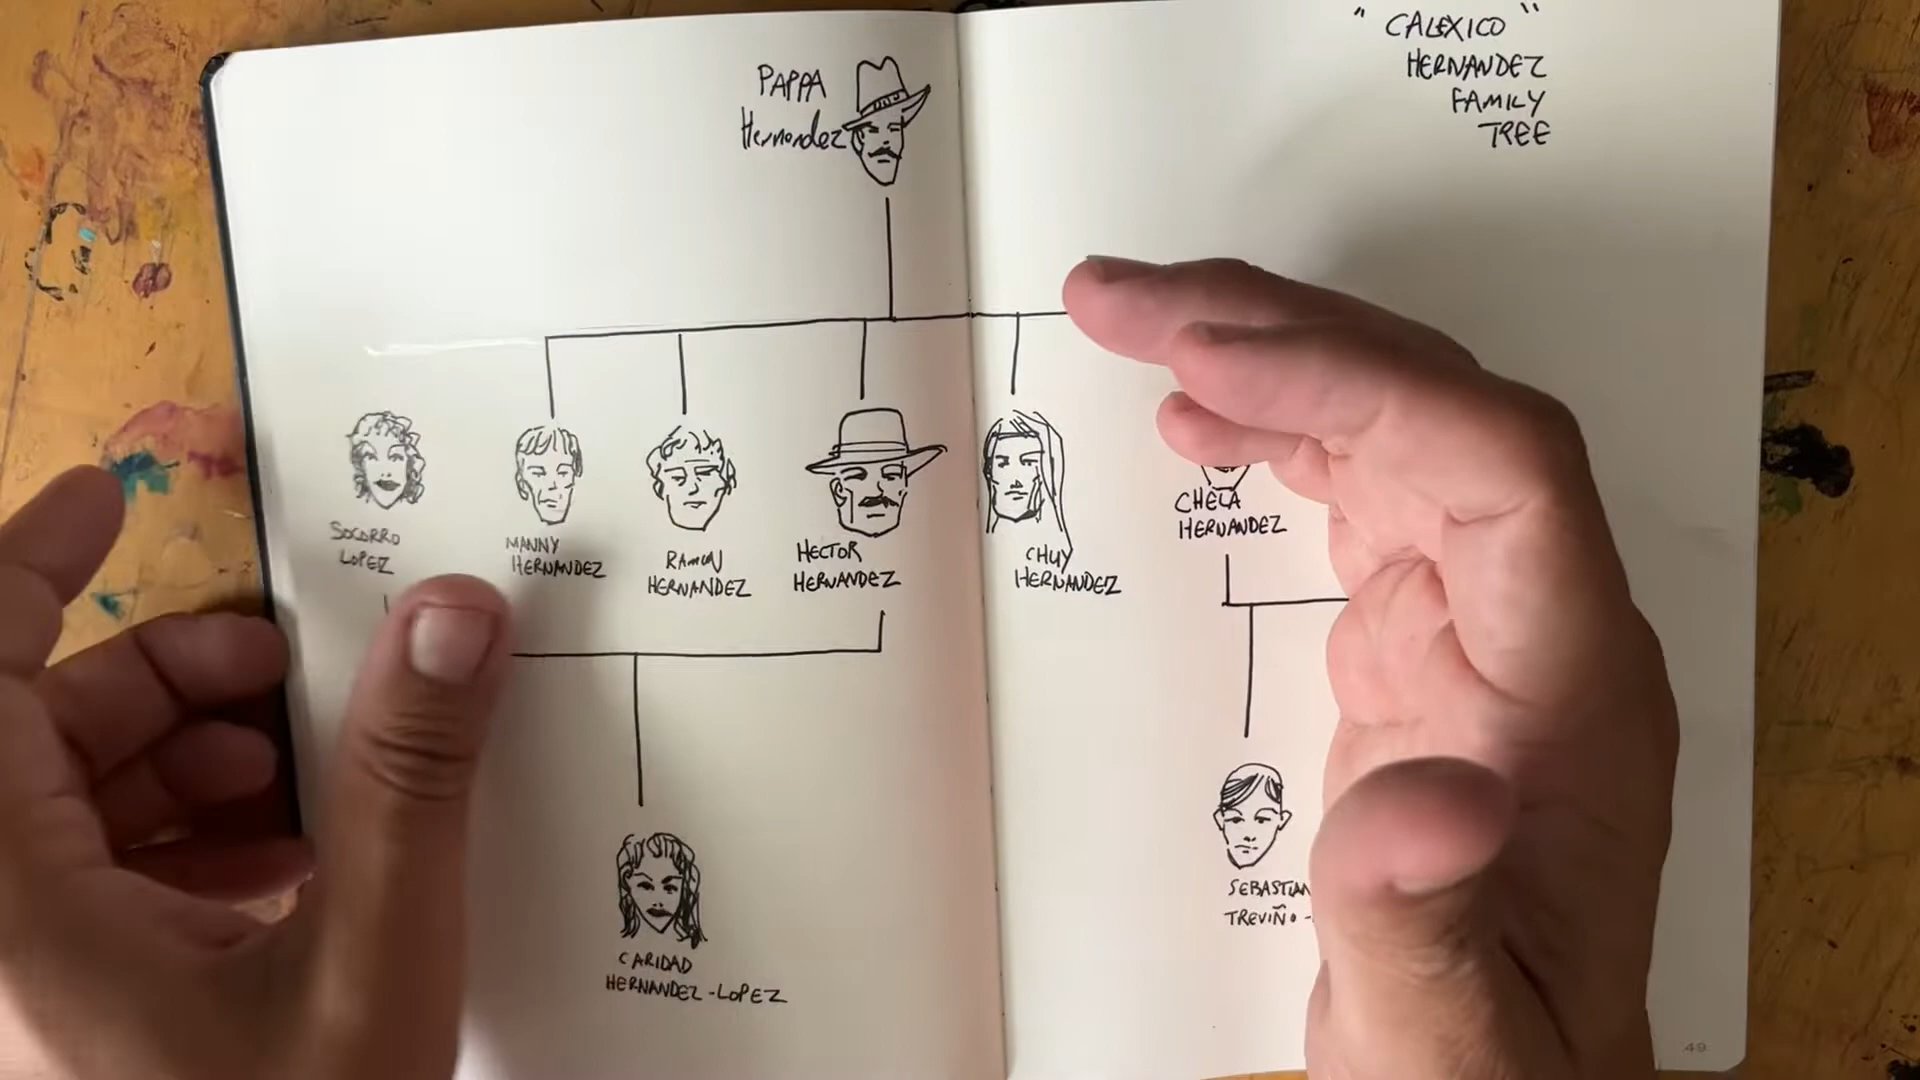 " CALEXICO "
HERNANDEZ
FAMILY
TREE
PAPPA
Hernandez
SOCORRO
LOPEZ
MANNY
HERNANDEZ
RAMON
HERNANDEZ
HECTOR
HERNANDEZ
CHUY
HERNANDEZ
CHELA
HERNANDEZ
CARIDAD
HERNANDEZ-LOPEZ
SEBASTIAN
TREVIÑO -
49